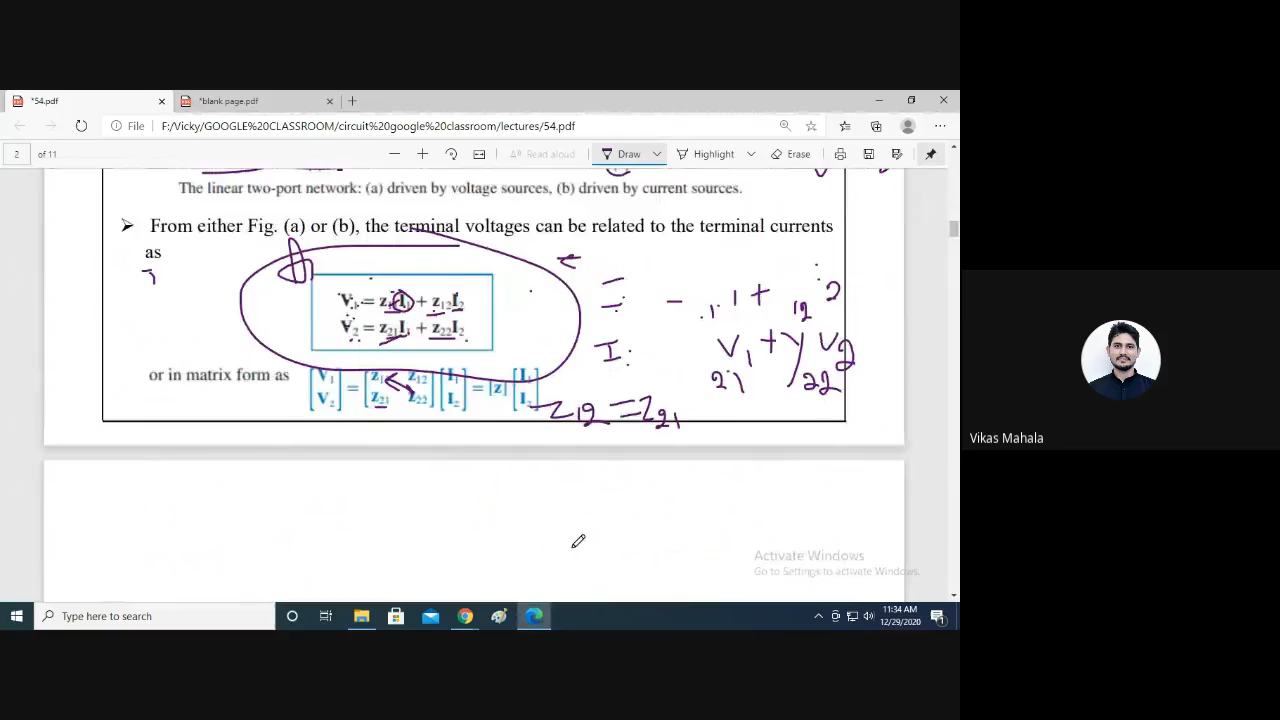 *54.pdf
*blank page.pdf
File
F:/Vicky/GOOGLE%20CLASSROOM/circuit%20google%20classroom/lectures/54.pdf
2 of 11
Read aloud
Draw
Highlight
Erase
The linear two-port network: (a) driven by voltage sources, (b) driven by current sources.
➢ From either Fig. (a) or (b), the terminal voltages can be related to the terminal currents
as
V₁ = z₁₁I₁ + z₁₂I₂
V₂ = z₂₁I₁ + z₂₂I₂
or in matrix form as
[V₁ V₂] = [z₁₁ z₁₂ z₂₁ z₂₂] [I₁ I₂] = [z] [I₁ I₂]
Z12 = Z21
Vikas Mahala
Activate Windows
Go to Settings to activate Windows.
Type here to search
11:34 AM
12/29/2020
1